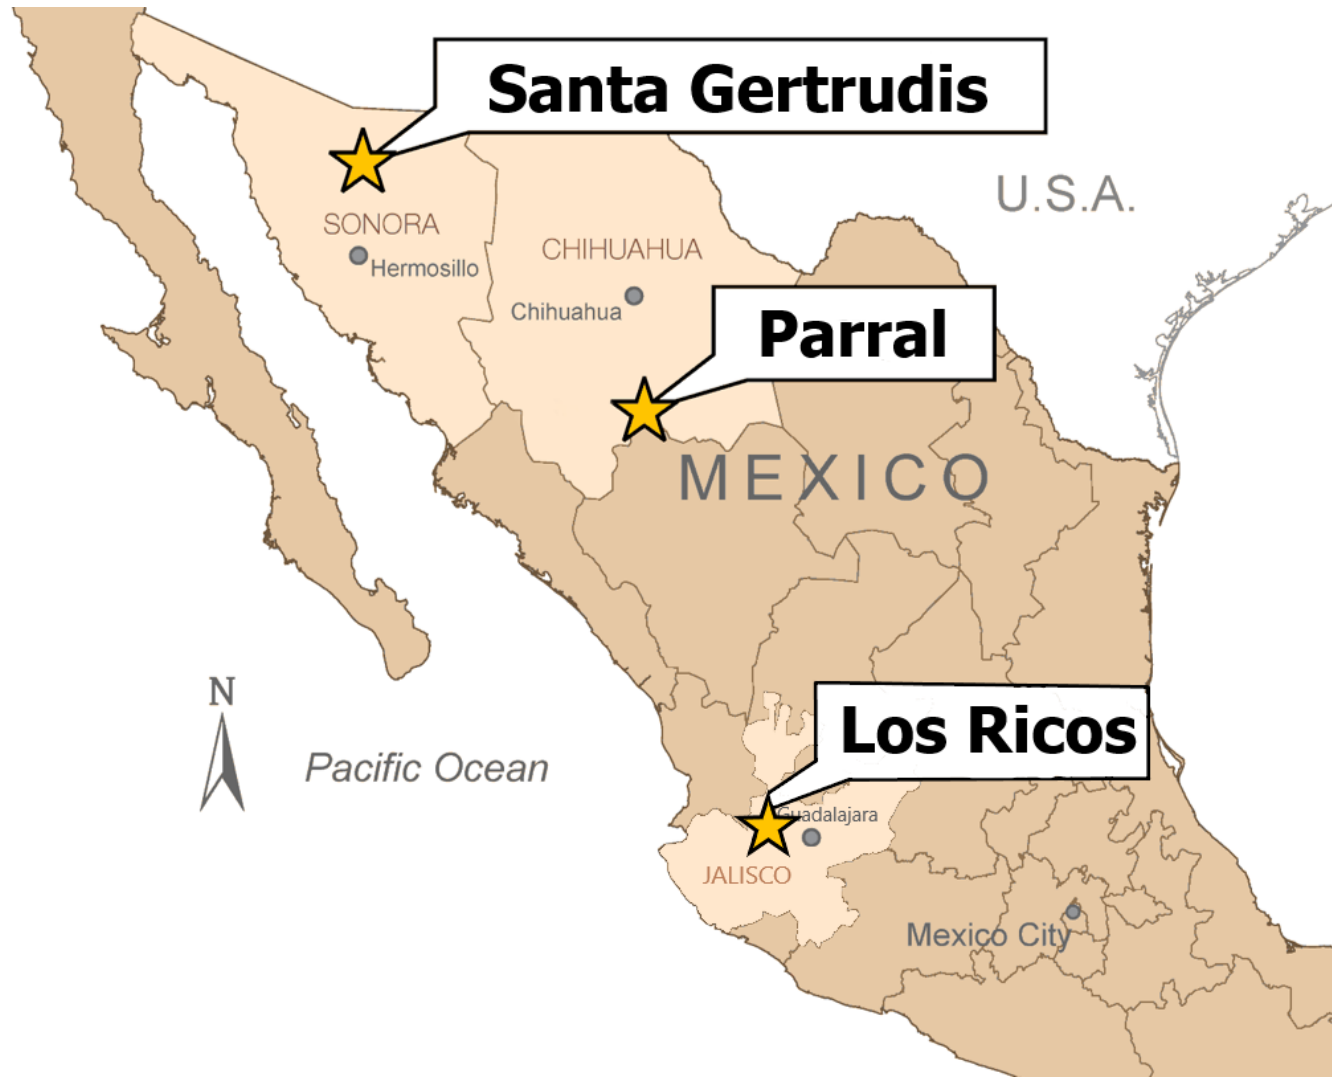 Santa Gertrudis
U.S.A.
SONORA
Hermosillo
CHIHUAHUA
Chihuahua
Parral
MEXICO
N
Pacific Ocean
Los Ricos
Guadalajara
JALISCO
Mexico City